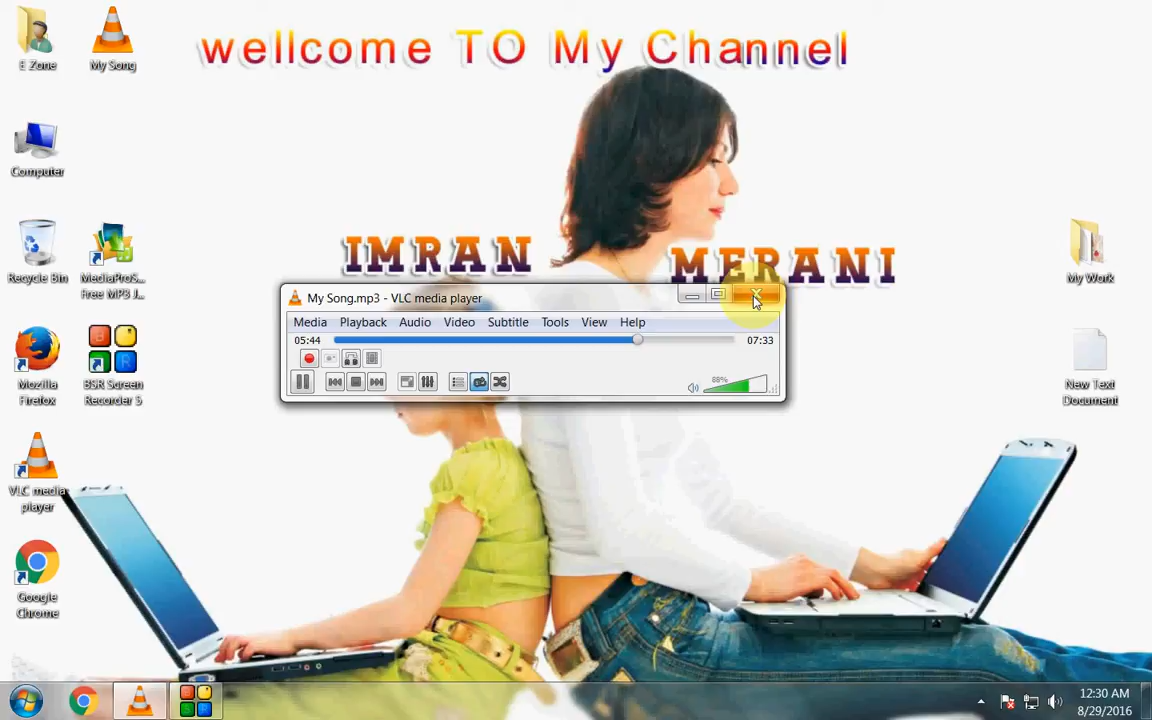 wellcome TO My Channel
IMRAN
MERANI
E Zone
My Song
Computer
Recycle Bin
MediaProS...
Free MP3 J...
Mozilla
Firefox
BSR Screen
Recorder 5
VLC media
player
Google
Chrome
My Work
New Text
Document
My Song.mp3 - VLC media player
Media Playback Audio Video Subtitle Tools View Help
05:44
07:33
88%
B
S
R
5
12:30 AM
8/29/2016